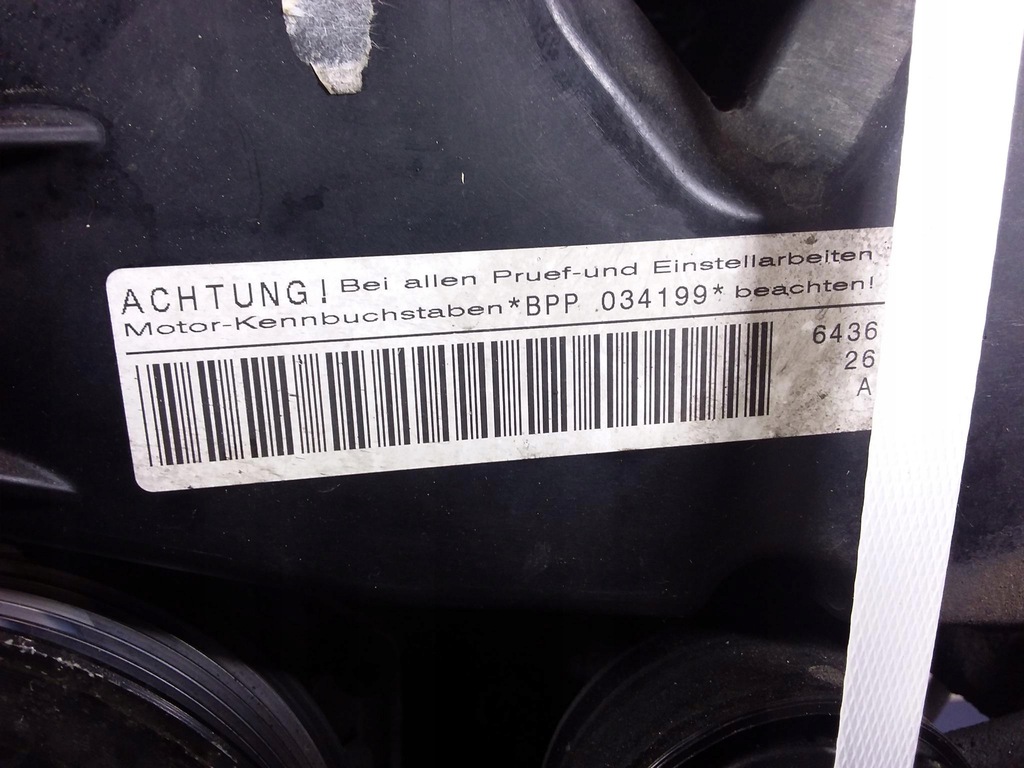 ACHTUNG! Bei allen Pruef-und Einstellarbeiten
Motor-Kennbuchstaben*BPP 034199* beachten!
6436
26
A